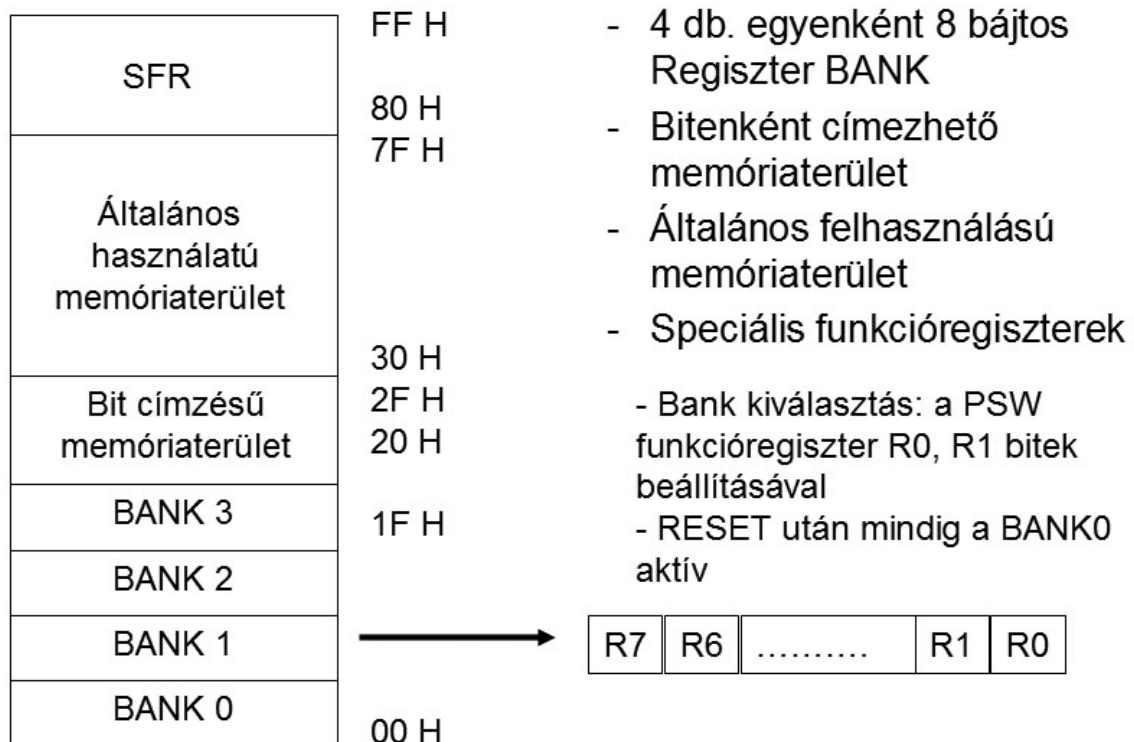 SFR
Általános
használatú
memóriaterület
Bit címzésű
memóriaterület
BANK 3
BANK 2
BANK 1
BANK 0
FF H
80 H
7F H
30 H
2F H
20 H
1F H
00 H
- 4 db. egyenként 8 bájtos
Regiszter BANK
- Bitenként címezhető
memóriaterület
- Általános felhasználású
memóriaterület
- Speciális funkcióregiszterek
- Bank kiválasztás: a PSW
funkcióregiszter R0, R1 bitek
beállításával
- RESET után mindig a BANK0
aktív
R7 R6 .......... R1 R0